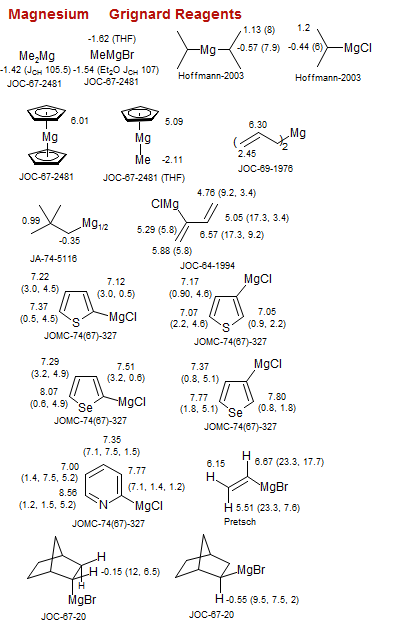 Magnesium Grignard Reagents
-1.62 (THF)
Me2Mg MeMgBr
-1.42 (JCH 105.5) -1.54 (Et2O JCH 107)
JOC-67-2481 JOC-67-2481
Mg 1.13 (8)
-0.57 (7.9)
Hoffmann-2003
1.2
-0.44 (6) MgCl
Hoffmann-2003
6.01
Mg
JOC-67-2481
5.09
Mg
Me -2.11
JOC-67-2481 (THF)
6.30
( )2 Mg
2.45
JOC-69-1976
0.99 Mg1/2
-0.35
JA-74-5116
4.76 (9.2, 3.4)
ClMg
5.05 (17.3, 3.4)
5.29 (5.8)
6.57 (17.3, 9.2)
5.88 (5.8)
JOC-64-1994
7.22
(3.0, 4.5)
7.12
(3.0, 0.5)
7.37
(0.5, 4.5)
S MgCl
JOMC-74(67)-327
7.17
(0.90, 4.6)
MgCl
7.07
(2.2, 4.6)
7.05
(0.9, 2.2)
S
JOMC-74(67)-327
7.29
(3.2, 4.9)
7.51
(3.2, 0.6)
8.07
(0.6, 4.9)
Se MgCl
JOMC-74(67)-327
7.37
(0.8, 5.1)
MgCl
7.77
(1.8, 5.1)
7.80
(0.8, 1.8)
Se
JOMC-74(67)-327
7.35
(7.1, 7.5, 1.5)
7.00
(1.4, 7.5, 5.2)
7.77
(7.1, 1.4, 1.2)
8.56
(1.2, 1.5, 5.2)
N MgCl
JOMC-74(67)-327
6.15 H 6.67 (23.3, 17.7)
H
MgBr
H 5.51 (23.3, 7.6)
Pretsch
H
H -0.15 (12, 6.5)
H
MgBr
JOC-67-20
MgBr
H -0.55 (9.5, 7.5, 2)
JOC-67-20